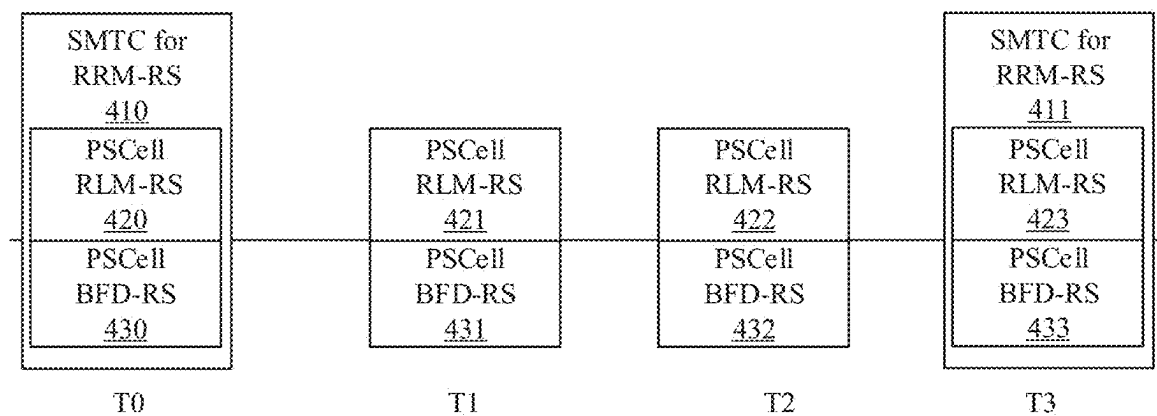 SMTC for
RRM-RS
410
PSCell
RLM-RS
420
PSCell
BFD-RS
430
PSCell
RLM-RS
421
PSCell
BFD-RS
431
PSCell
RLM-RS
422
PSCell
BFD-RS
432
SMTC for
RRM-RS
411
PSCell
RLM-RS
423
PSCell
BFD-RS
433
T0
T1
T2
T3